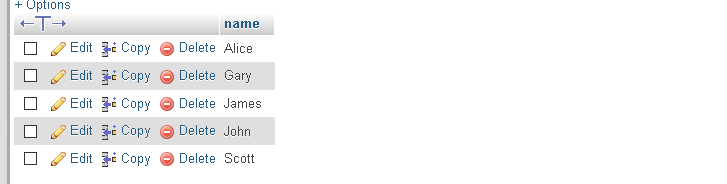 + Options
←T→ name
Edit Copy Delete Alice
Edit Copy Delete Gary
Edit Copy Delete James
Edit Copy Delete John
Edit Copy Delete Scott